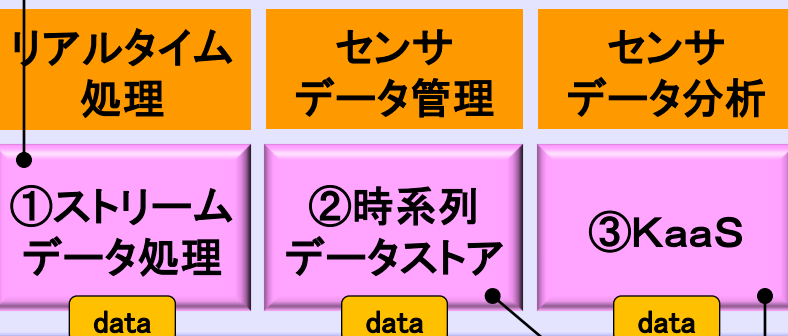 リアルタイム
処理
センサ
データ管理
センサ
データ分析
①ストリーム
データ処理
②時系列
データストア
③KaaS
data
data
data